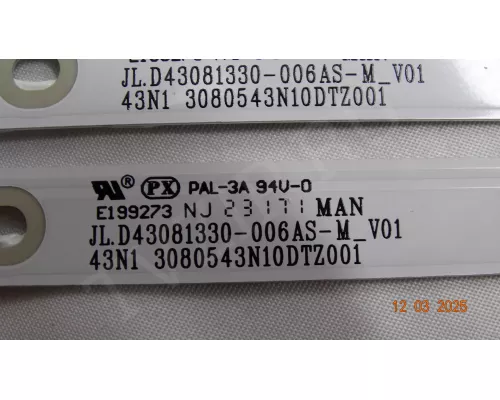 JL.D43081330-006AS-M_V01
43N1 3080543N10DTZ001
PAL-3A 94V-0
E199273 NJ 23171 MAN
JL.D43081330-006AS-M_V01
43N1 3080543N10DTZ001
12 03 2025